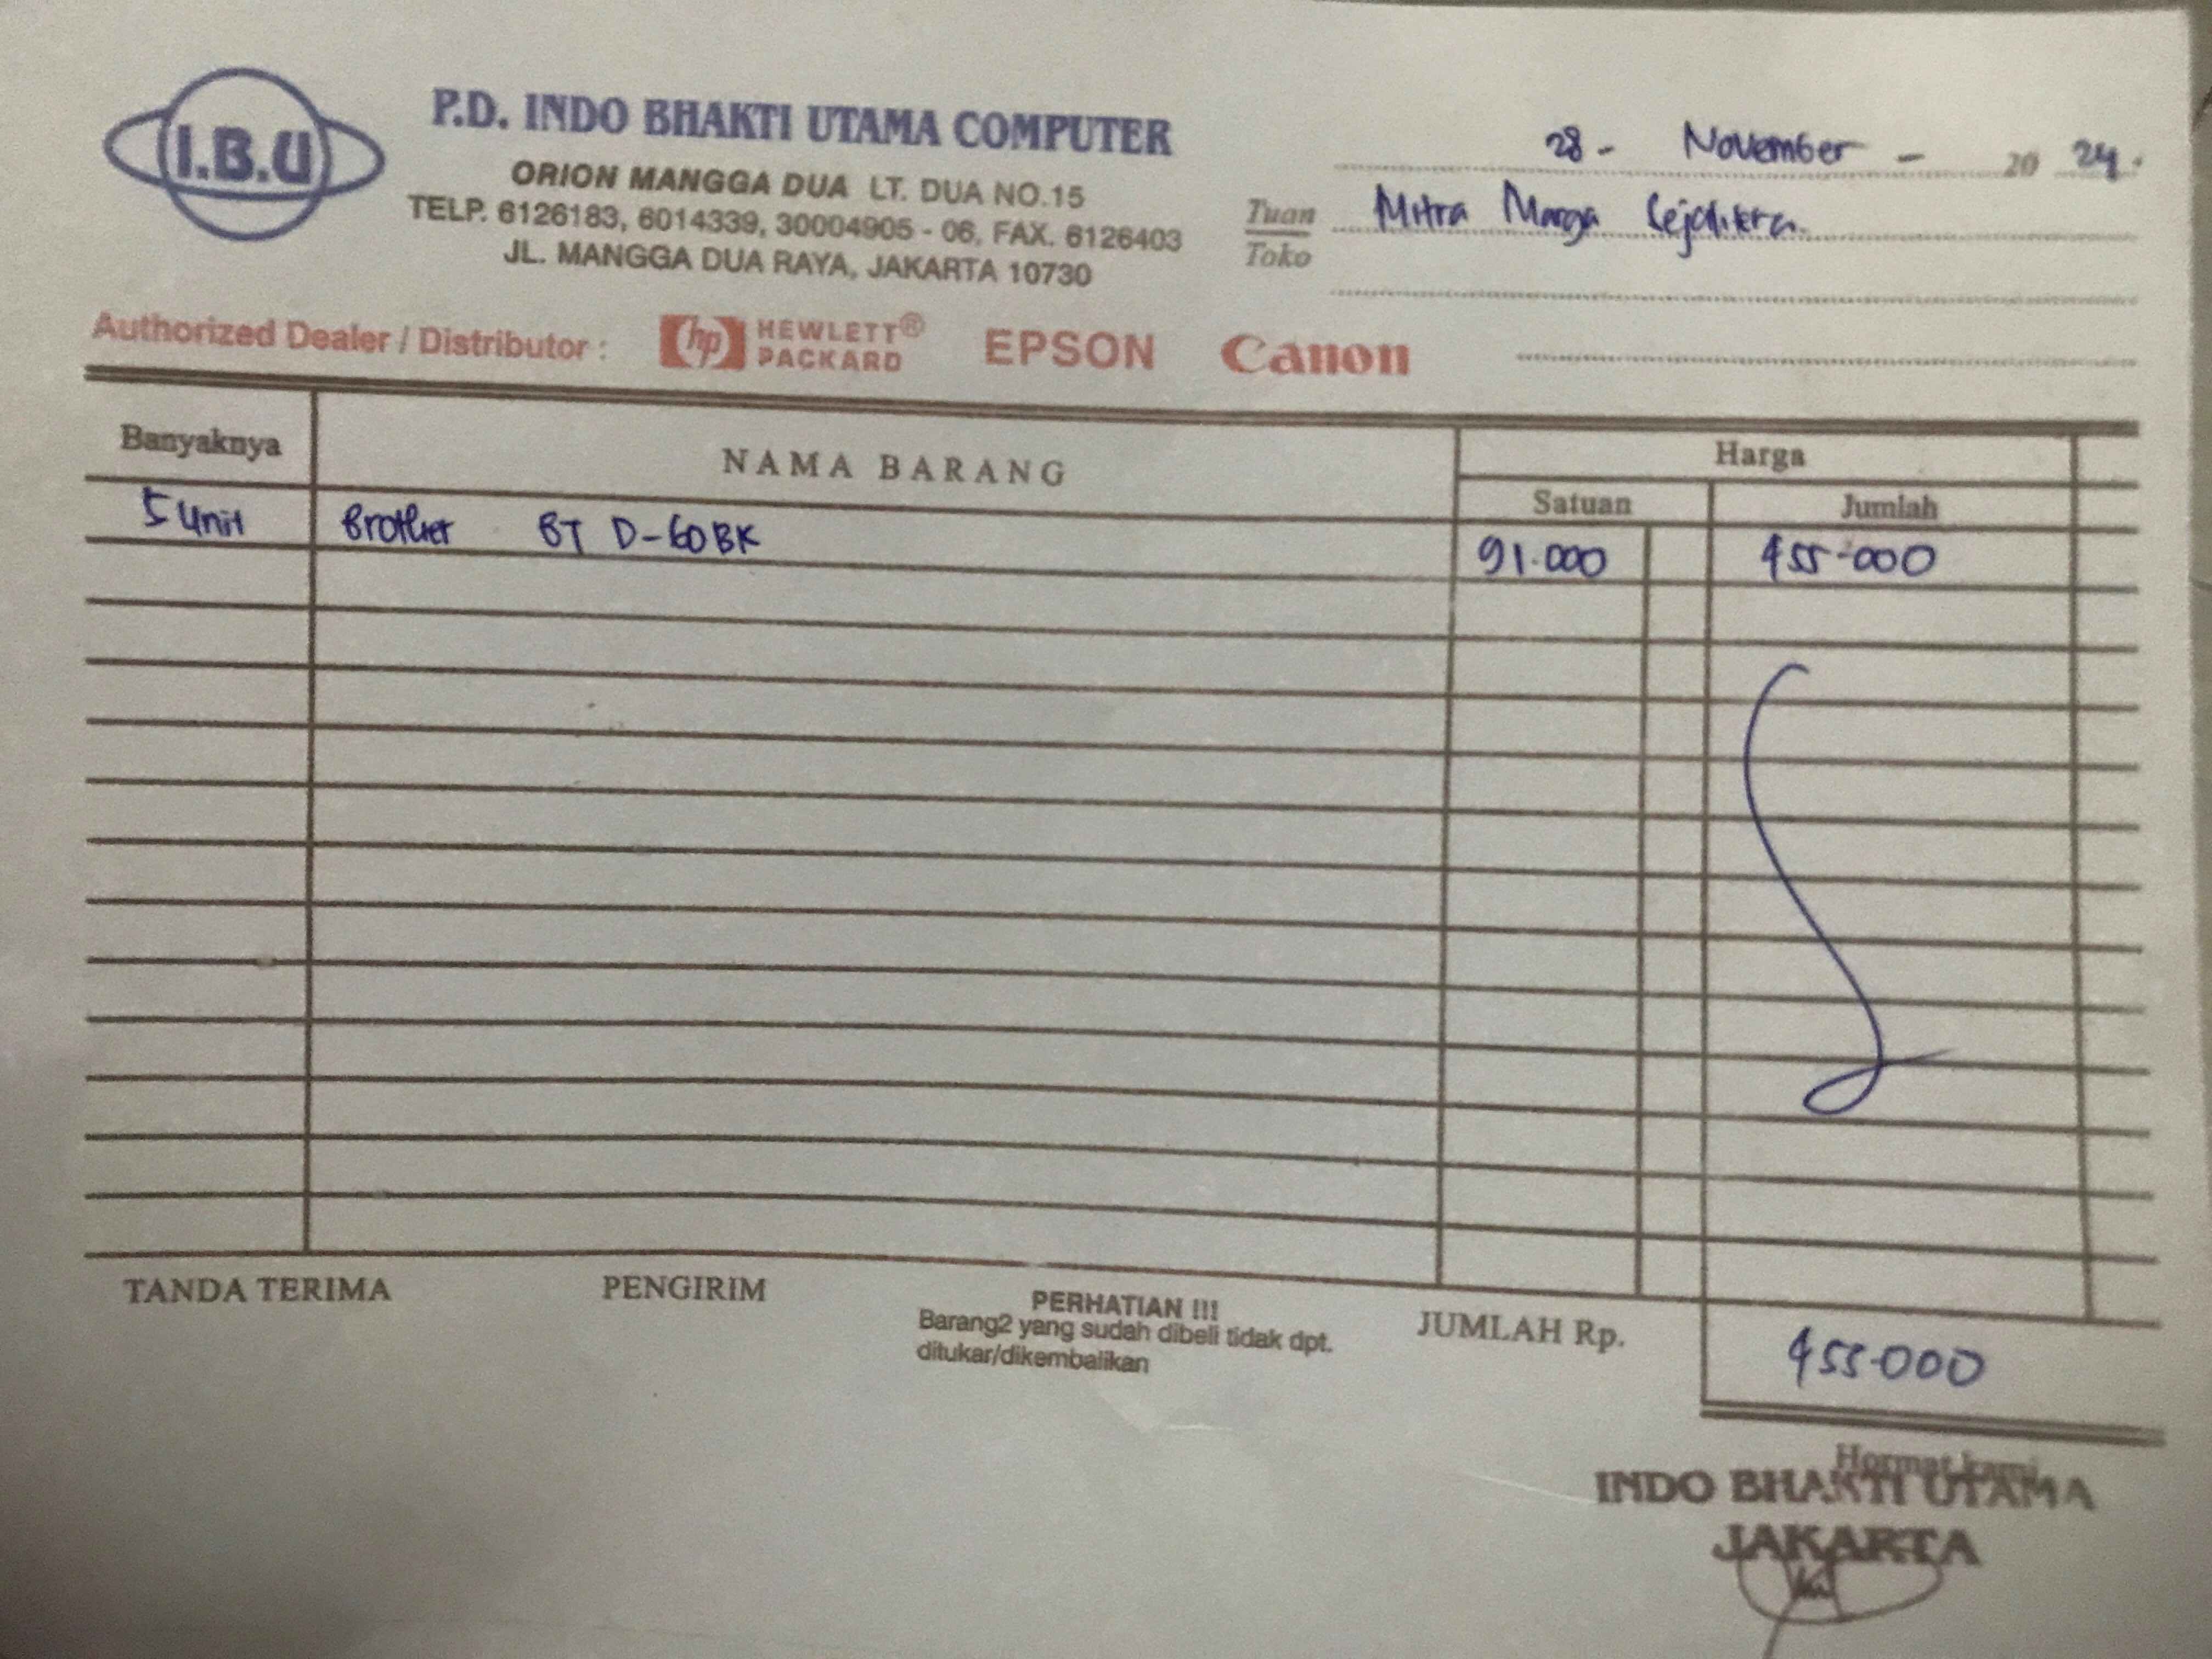 I.B.U
P.D. INDO BHAKTI UTAMA COMPUTER
ORION MANGGA DUA LT. DUA NO.15
TELP. 6126183, 6014339, 30004905 - 06, FAX. 6126403
JL. MANGGA DUA RAYA, JAKARTA 10730
28 - November - 20 24.
Tuan
Toko
Mitra Marga
Authorized Dealer / Distributor : hp HEWLETT® PACKARD EPSON Canon
Banyaknya NAMA BARANG Harga
Satuan Jumlah
5 Unit Brother BT D-60BK 91.000 455-000
TANDA TERIMA PENGIRIM
PERHATIAN !!!
Barang2 yang sudah dibeli tidak dpt.
ditukar/dikembalikan
JUMLAH Rp. 455-000
Hormat kami
INDO BHAKTI UTAMA
JAKARTA